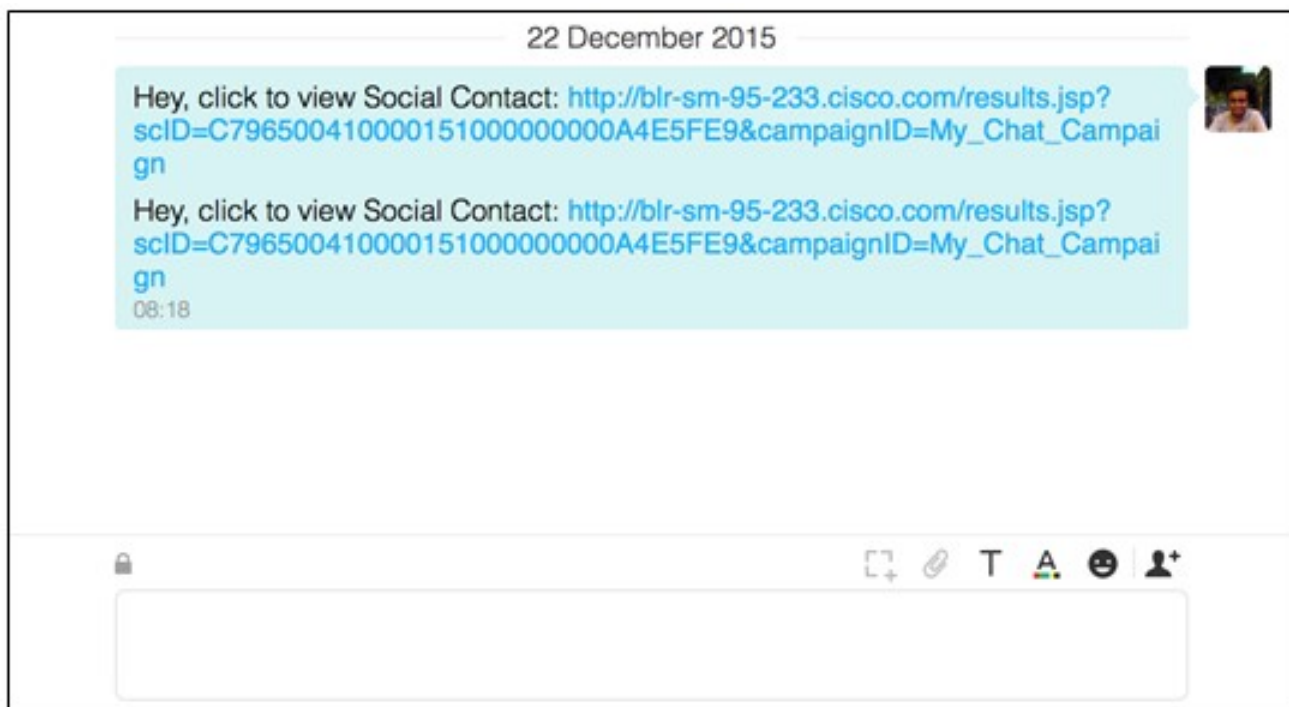 22 December 2015
Hey, click to view Social Contact: http://blr-sm-95-233.cisco.com/results.jsp?
scID=C7965004100001510000000000A4E5FE9&campaignID=My_Chat_Campai
gn
Hey, click to view Social Contact: http://blr-sm-95-233.cisco.com/results.jsp?
scID=C7965004100001510000000000A4E5FE9&campaignID=My_Chat_Campai
gn
08:18
T
A